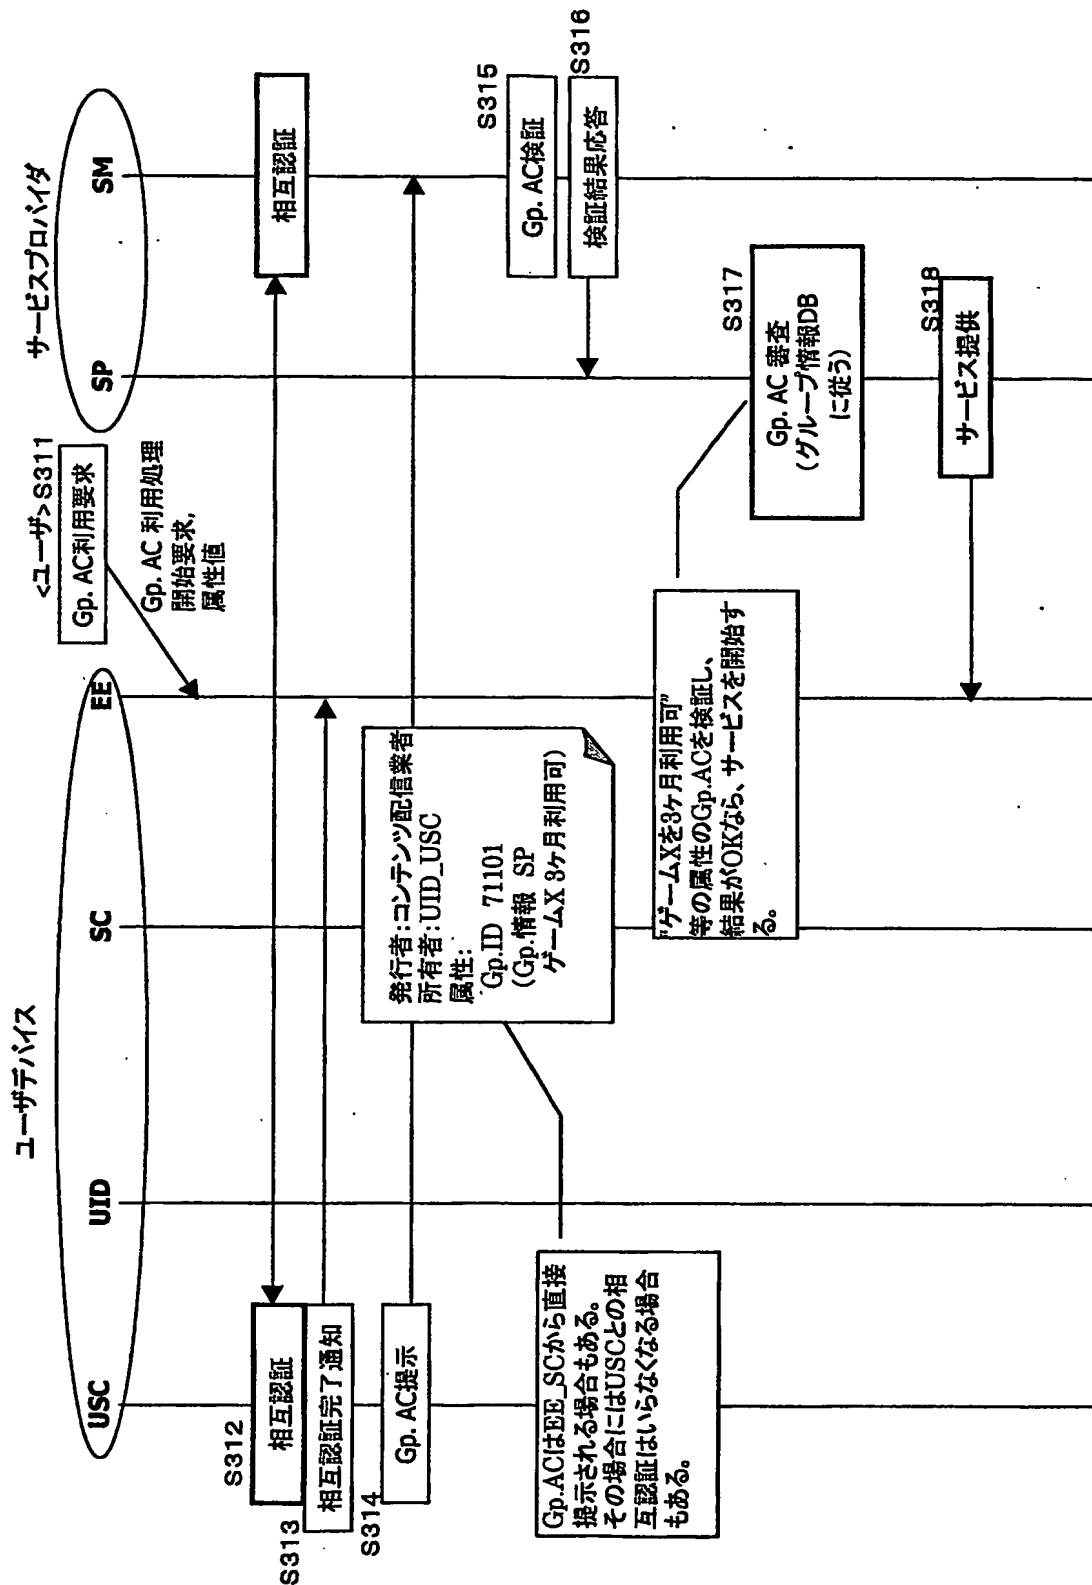 ユーザデバイス
サービスプロバイダ
USC
UID
SC
EE
SP
SM
<ユーザ>S311
Gp. AC利用要求
Gp. AC 利用処理
開始要求,
属性値
S312
相互認証
相互認証
S313
相互認証完了通知
S314
Gp. AC提示
発行者:コンテンツ配信業者
所有者:UID_USC
属性:
Gp.ID 71101
(Gp.情報 SP
ゲームX 3ヶ月利用可)
S315
Gp. AC検証
S316
検証結果応答
Gp.ACはEE_SCから直接
提示される場合もある。
その場合にはUSCとの相
互認証はいらなくなる場合
もある。
"ゲームXを3ヶ月利用可"
等の属性のGp.ACを検証し、
結果がOKなら、サービスを開始す
る。
S317
Gp. AC 審査
(グループ情報DB
に従う)
S318
サービス提供